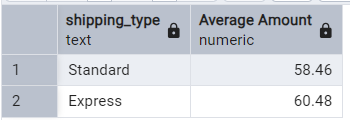 shipping_type Average Amount
text numeric
1 Standard 58.46
2 Express 60.48